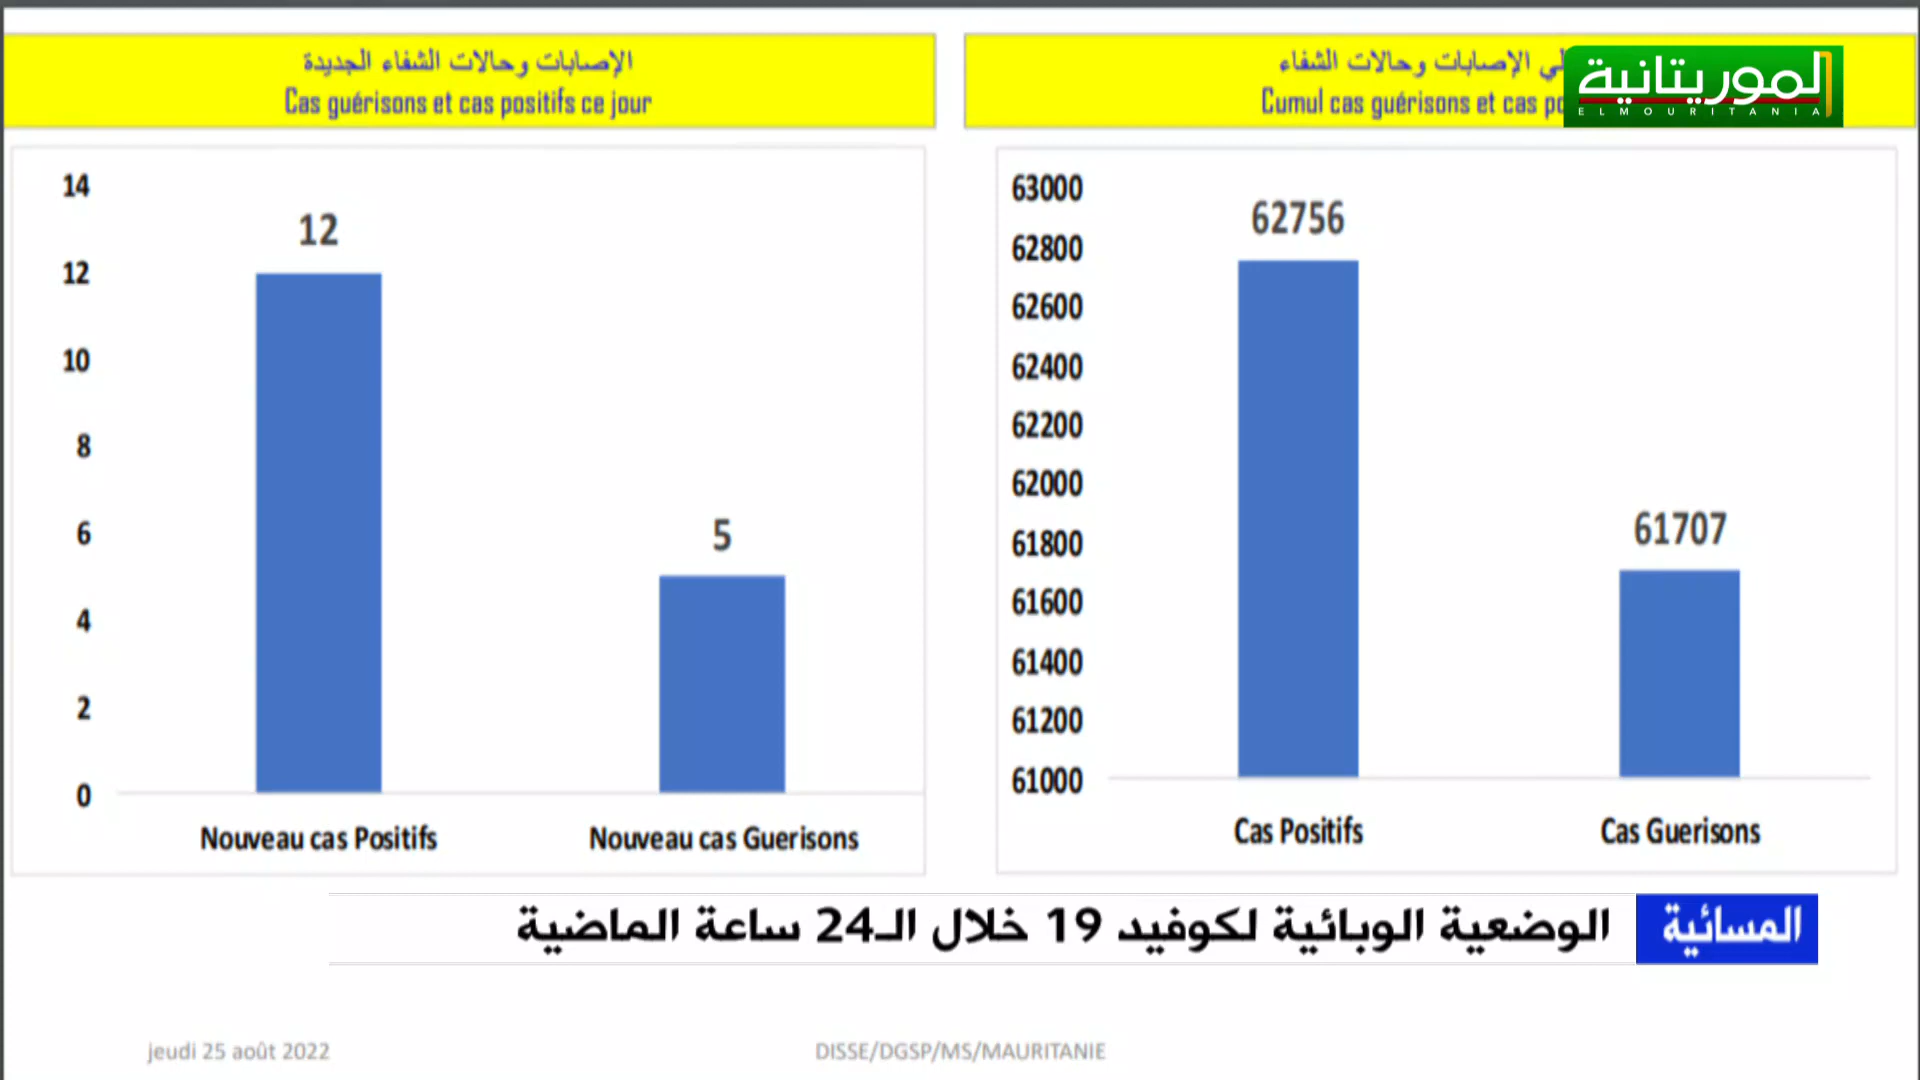 الإصابات وحالات الشفاء الجديدة
Cas guérisons et cas positifs ce jour
الإصابات وحالات الشفاء
Cumul cas guérisons et cas
الموريتانية
ELMOURITANIA
14
12
10
8
6
4
2
0
12
5
Nouveau cas Positifs
Nouveau cas Guerisons
63000
62800
62600
62400
62200
62000
61800
61600
61400
61200
61000
62756
61707
Cas Positifs
Cas Guerisons
المسائية
الوضعية الوبائية لكوفيد 19 خلال الـ24 ساعة الماضية
jeudi 25 août 2022
DISSE/DGSP/MS/MAURITANIE